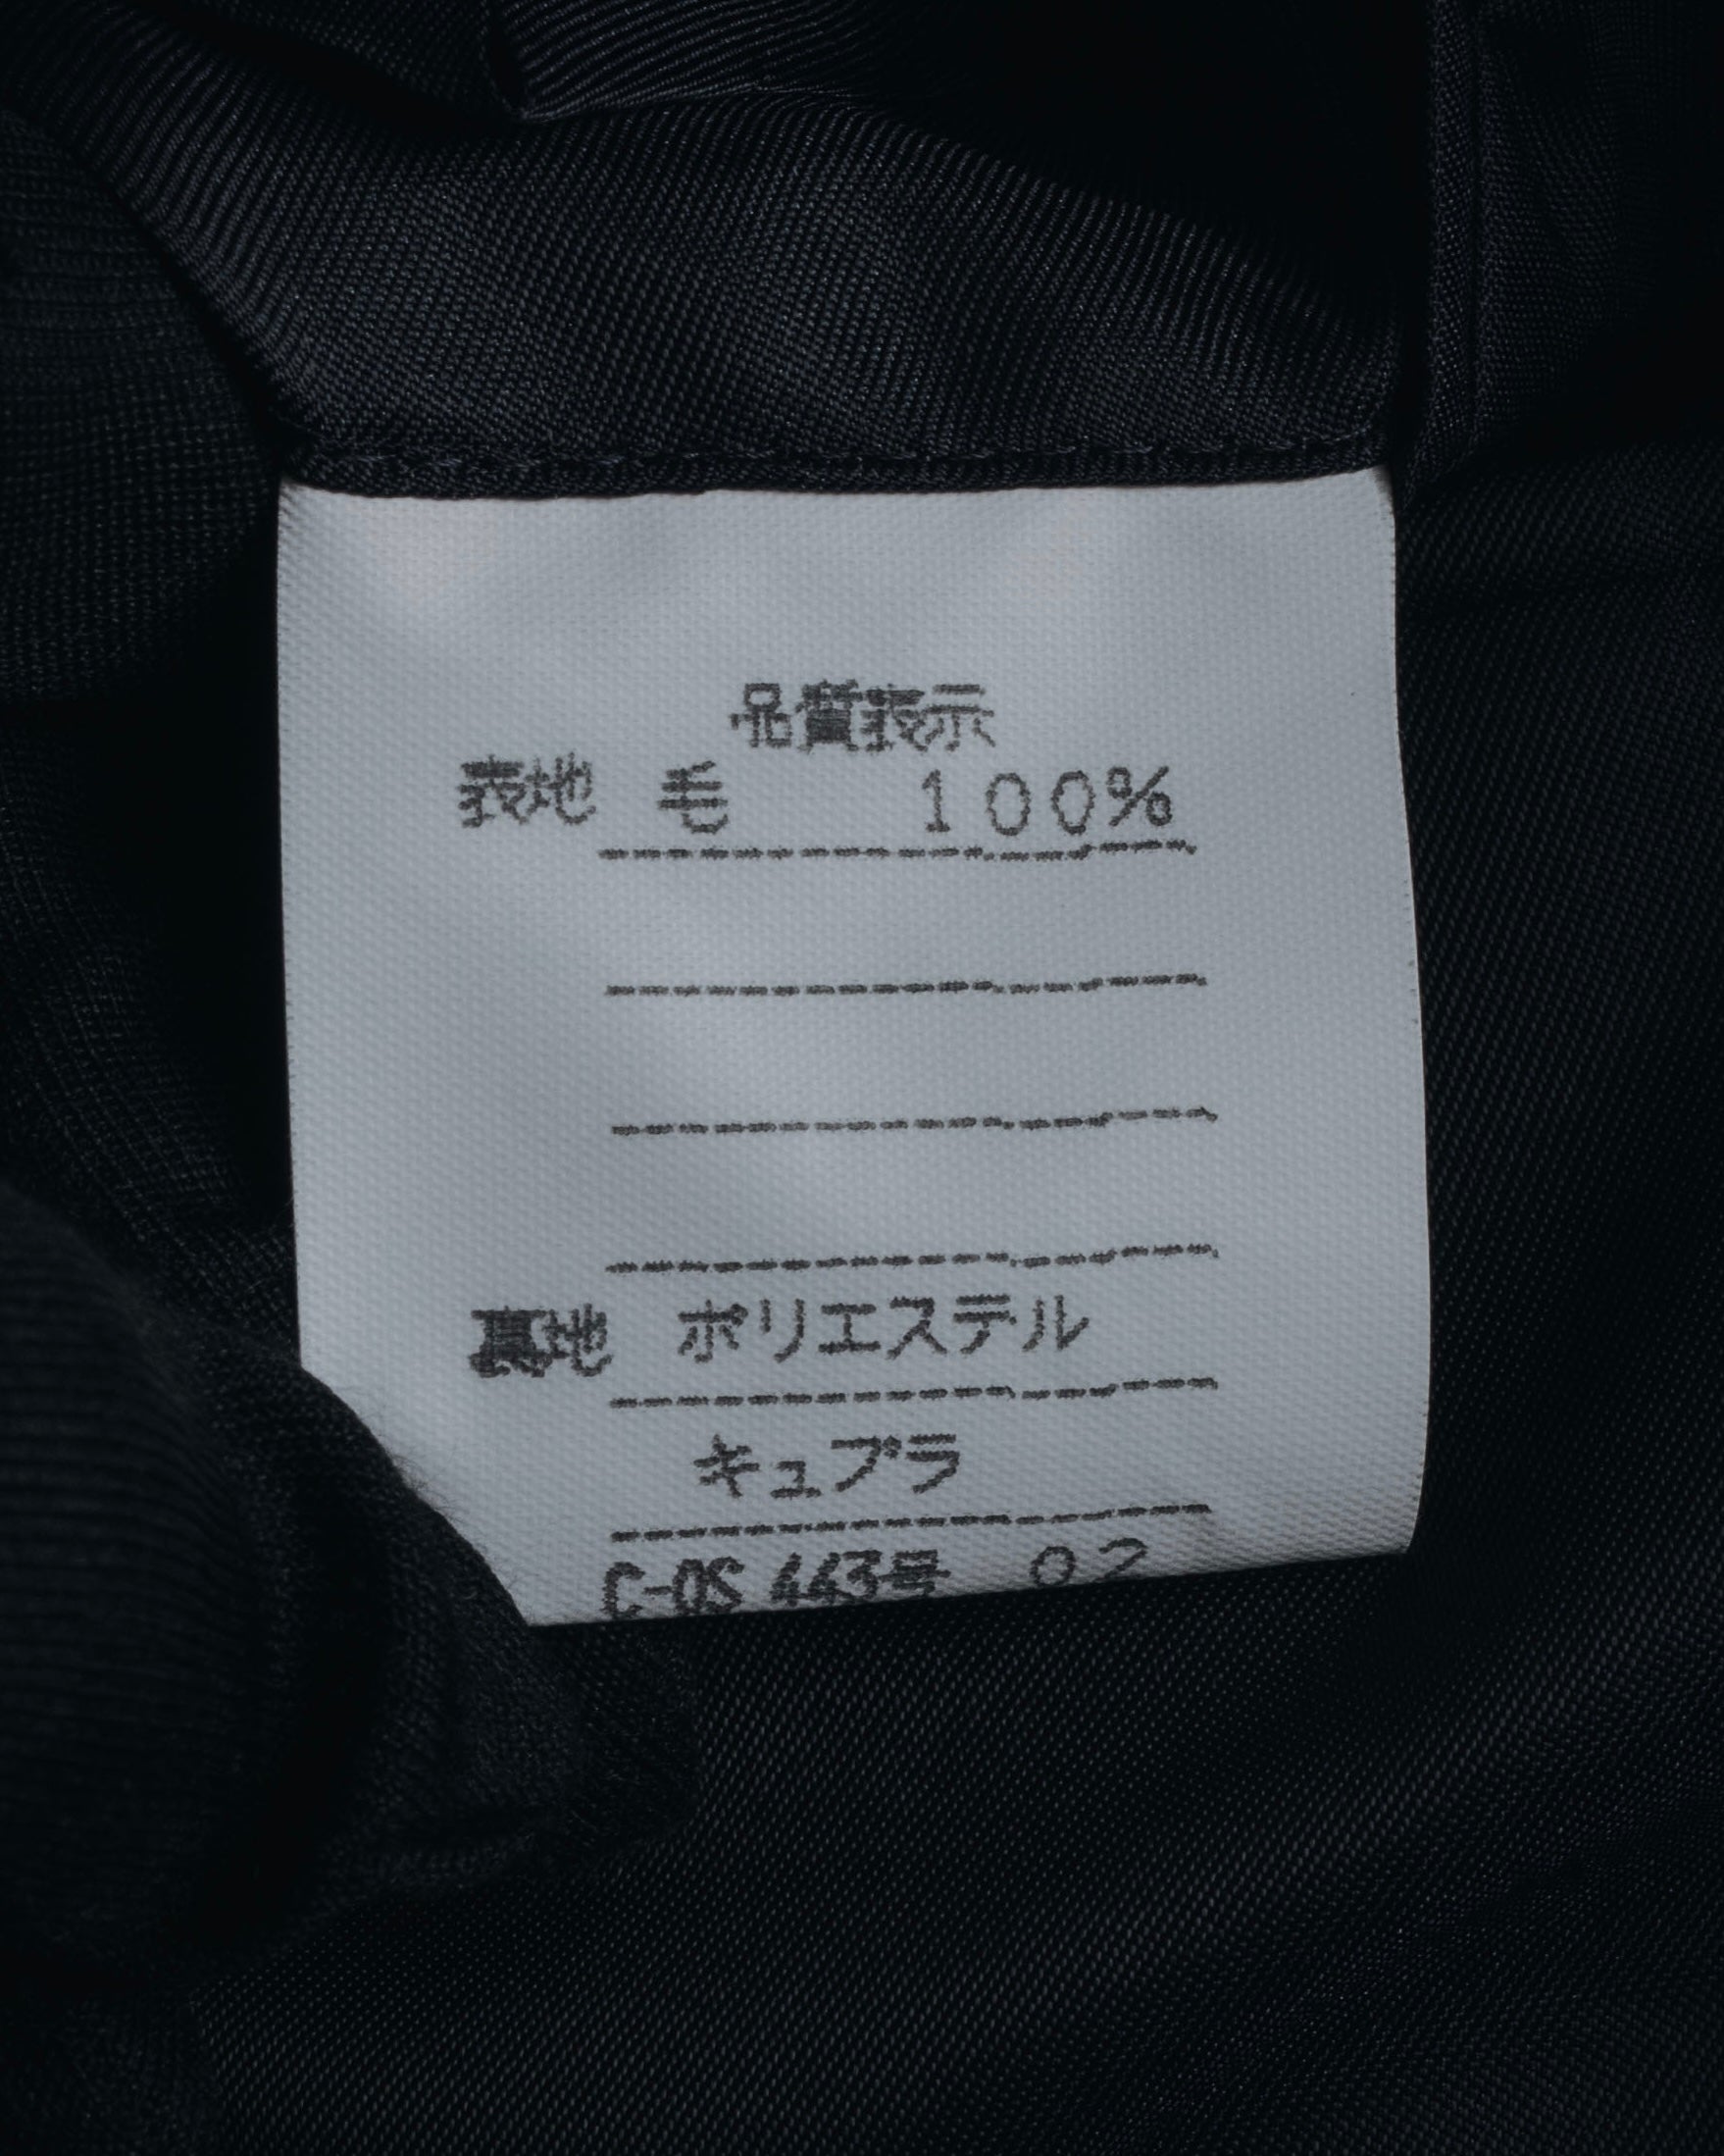 品質表示
表地 毛 100%
裏地 ポリエステル
キュプラ
C-OS 443号 02